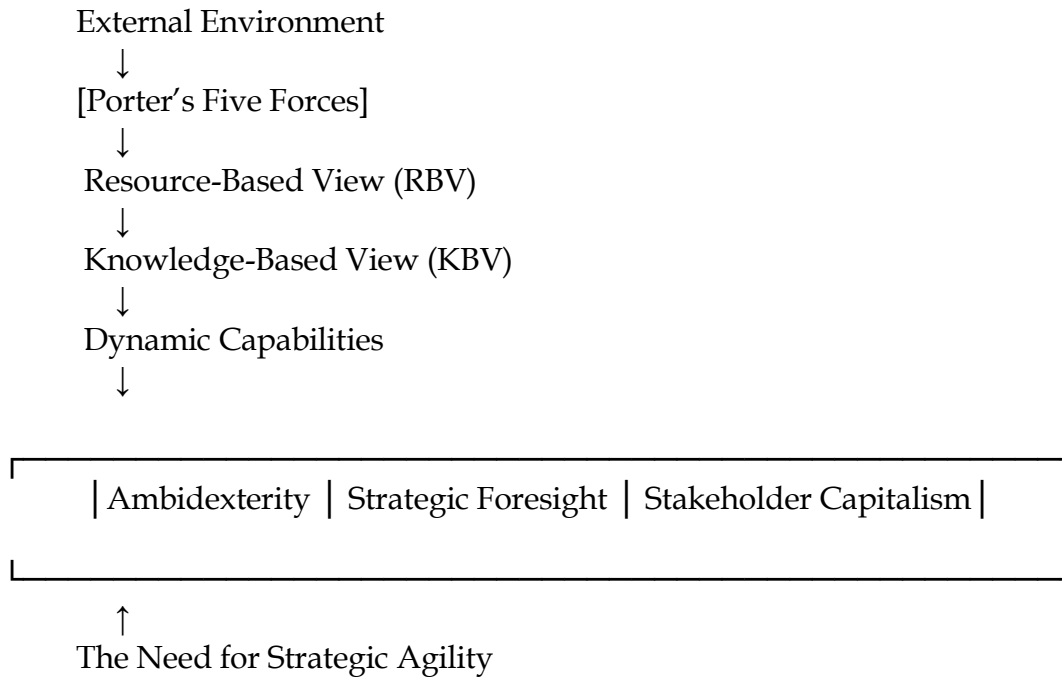 External Environment
↓
[Porter’s Five Forces]
↓
Resource-Based View (RBV)
↓
Knowledge-Based View (KBV)
↓
Dynamic Capabilities
↓
│Ambidexterity │ Strategic Foresight │ Stakeholder Capitalism│
↑
The Need for Strategic Agility